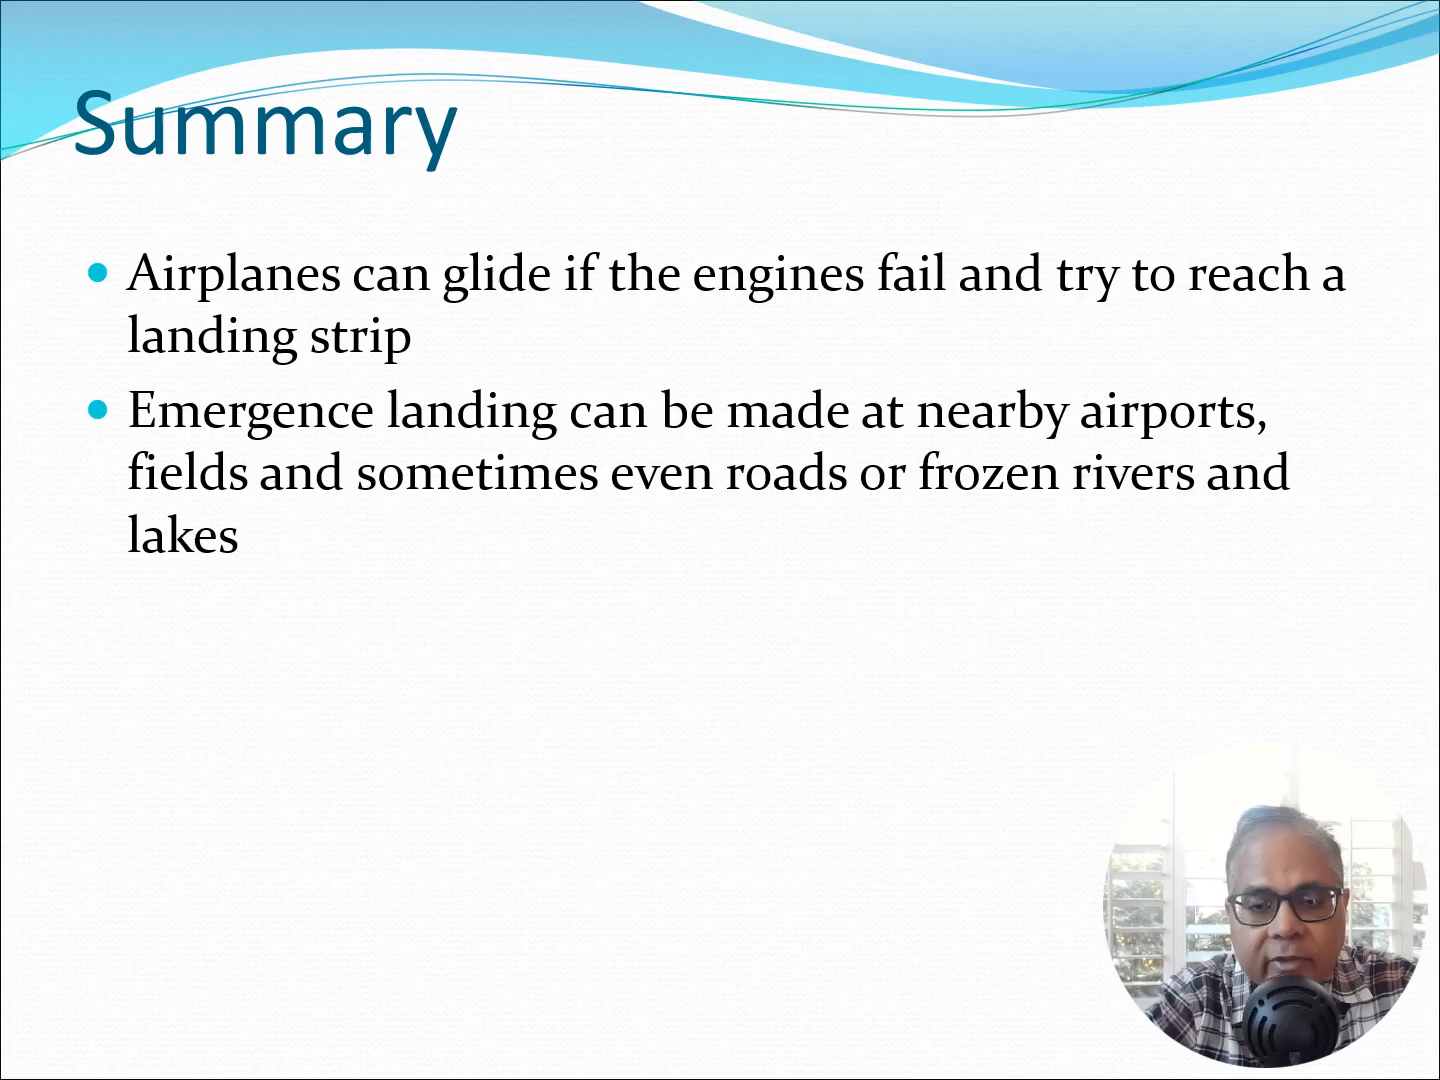 Summary
Airplanes can glide if the engines fail and try to reach a
landing strip
Emergence landing can be made at nearby airports,
fields and sometimes even roads or frozen rivers and
lakes